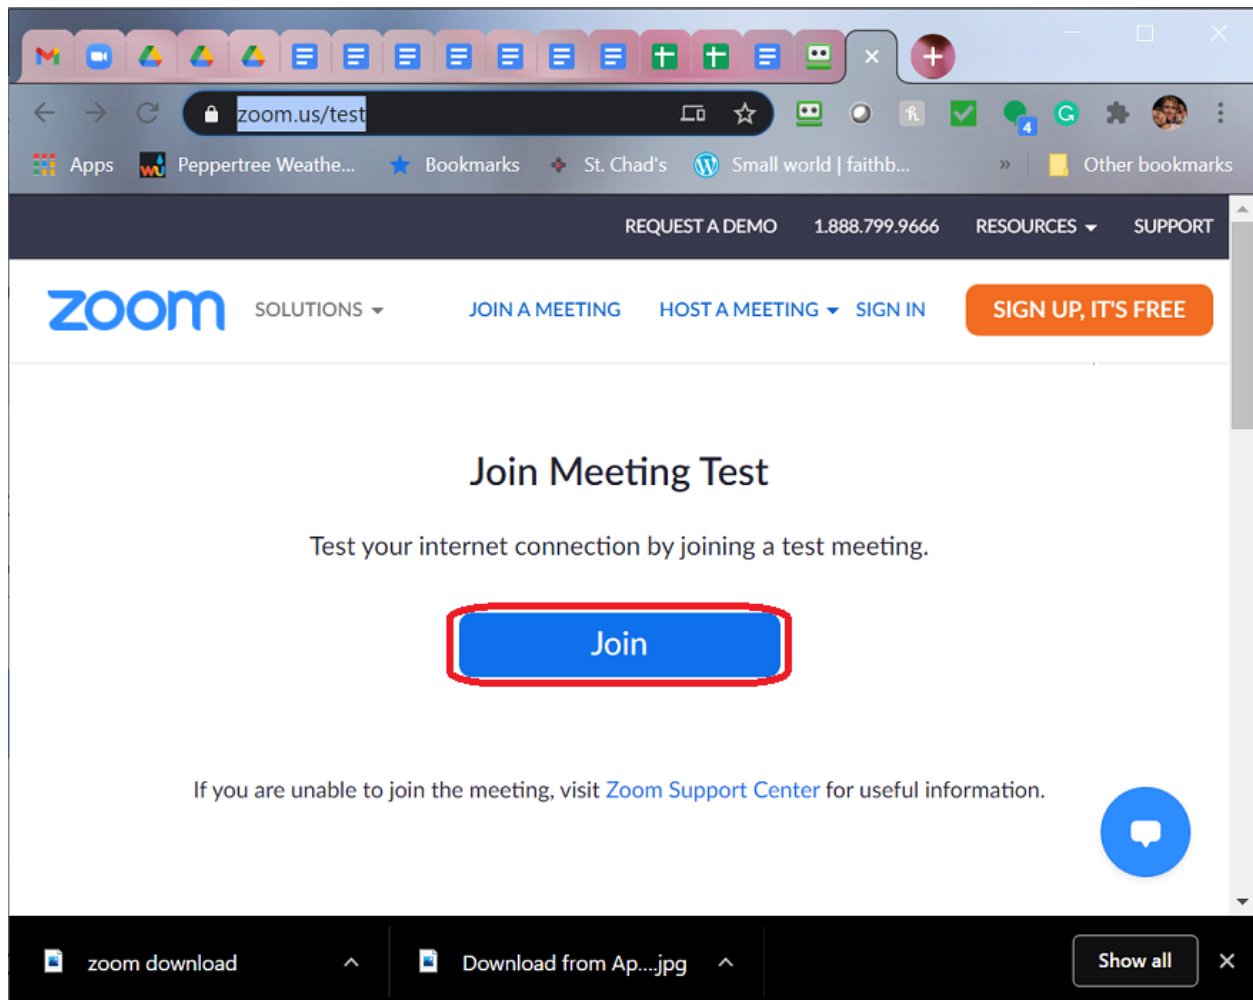 zoom.us/test
4
G
Apps Peppertree Weathe... Bookmarks St. Chad's Small world | faithb... » Other bookmarks
REQUEST A DEMO 1.888.799.9666 RESOURCES SUPPORT
zoom SOLUTIONS JOIN A MEETING HOST A MEETING SIGN IN SIGN UP, IT'S FREE
Join Meeting Test
Test your internet connection by joining a test meeting.
Join
If you are unable to join the meeting, visit Zoom Support Center for useful information.
zoom download Download from Ap....jpg Show all